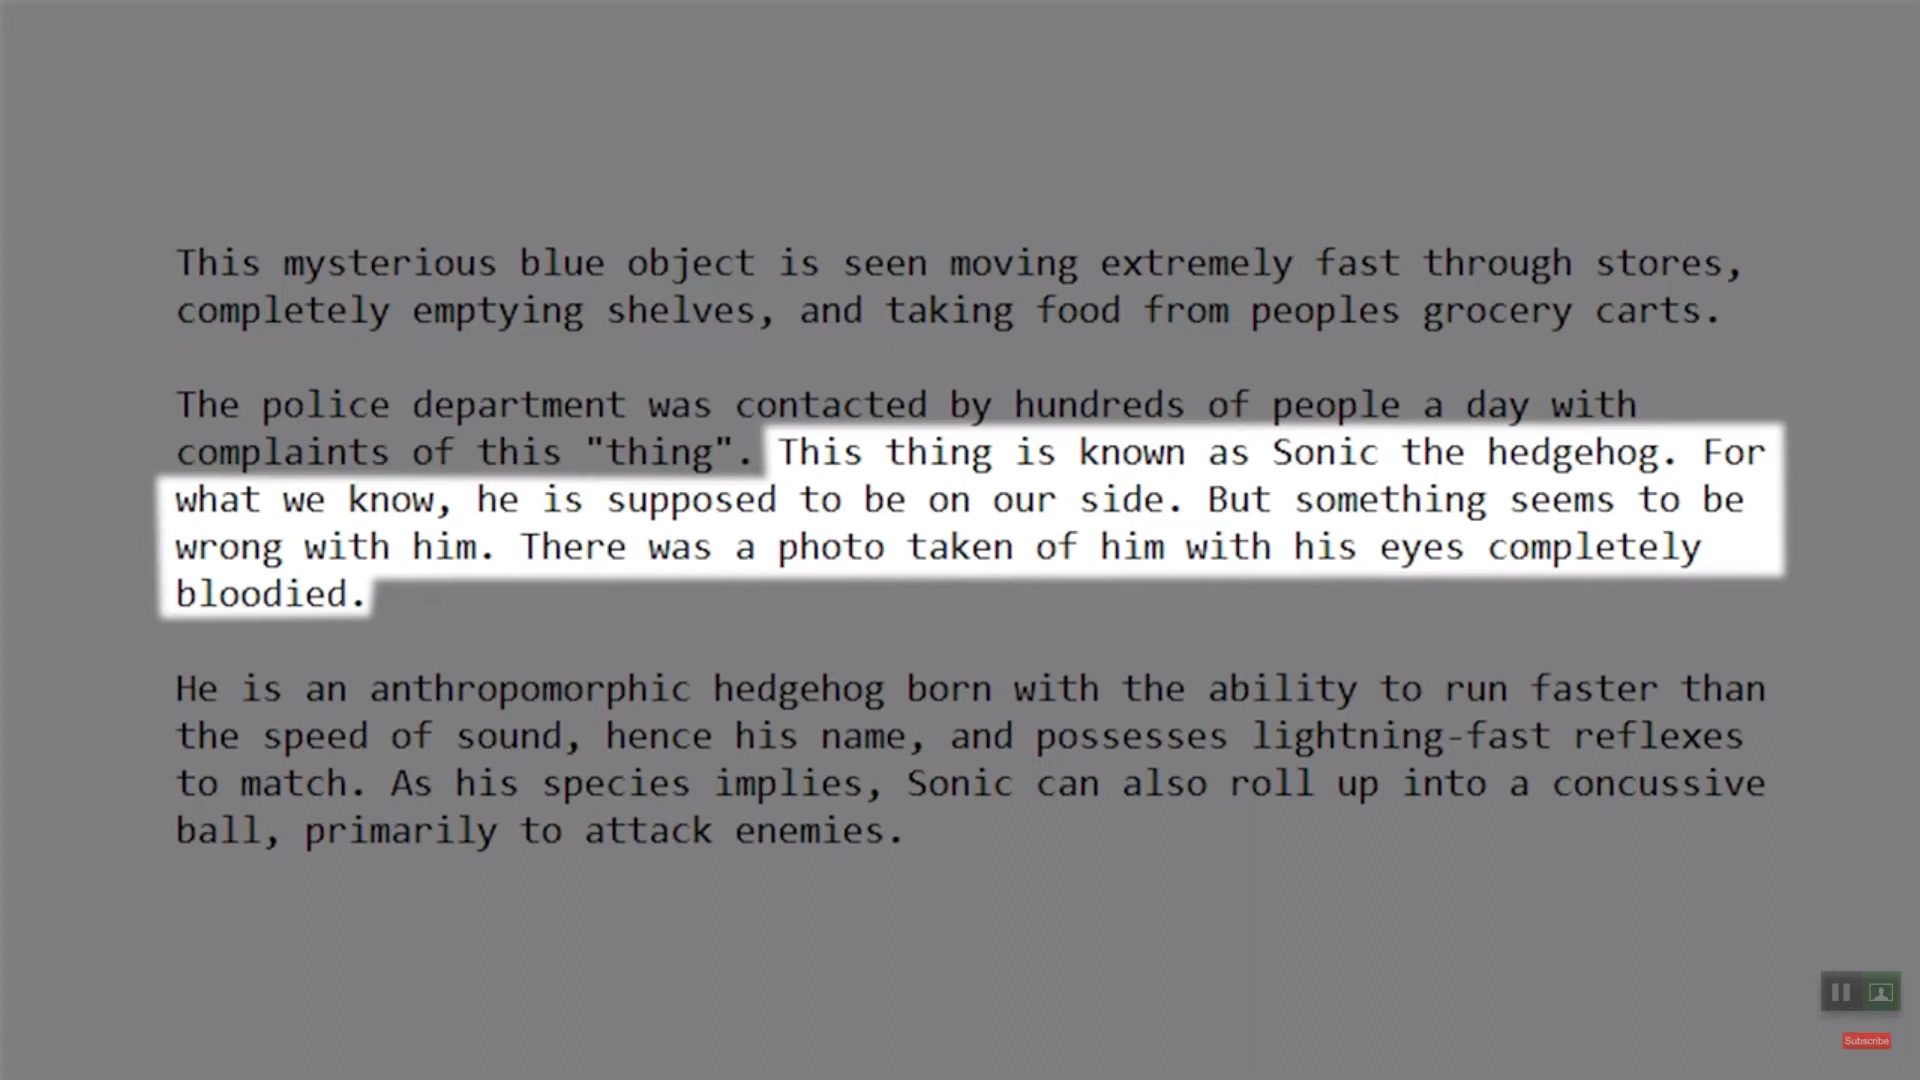 This mysterious blue object is seen moving extremely fast through stores,
completely emptying shelves, and taking food from peoples grocery carts.
The police department was contacted by hundreds of people a day with
complaints of this "thing". This thing is known as Sonic the hedgehog. For
what we know, he is supposed to be on our side. But something seems to be
wrong with him. There was a photo taken of him with his eyes completely
bloodied.
He is an anthropomorphic hedgehog born with the ability to run faster than
the speed of sound, hence his name, and possesses lightning-fast reflexes
to match. As his species implies, Sonic can also roll up into a concussive
ball, primarily to attack enemies.
Subscribe